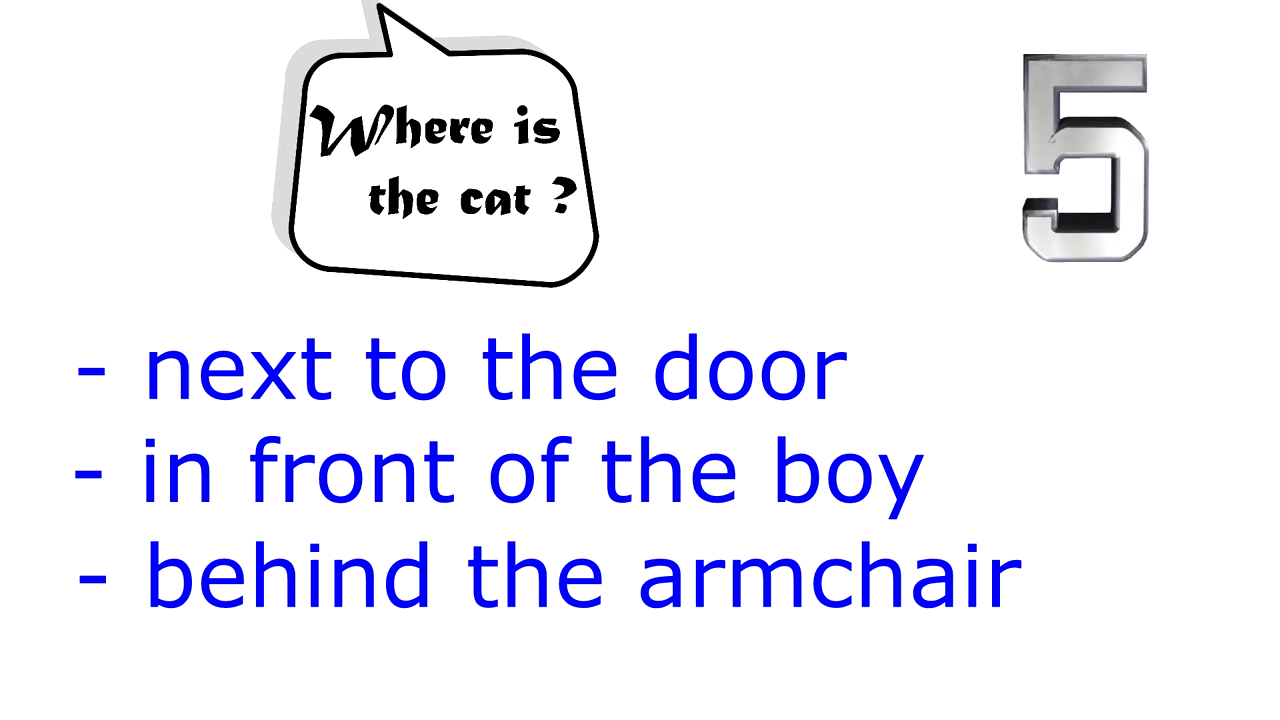 Where is
the cat ?
5
- next to the door
- in front of the boy
- behind the armchair